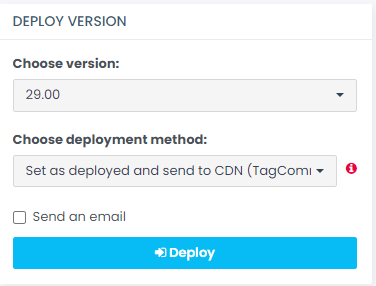 DEPLOY VERSION
Choose version:
29.00
Choose deployment method:
Set as deployed and send to CDN (TagComm
Send an email
Deploy